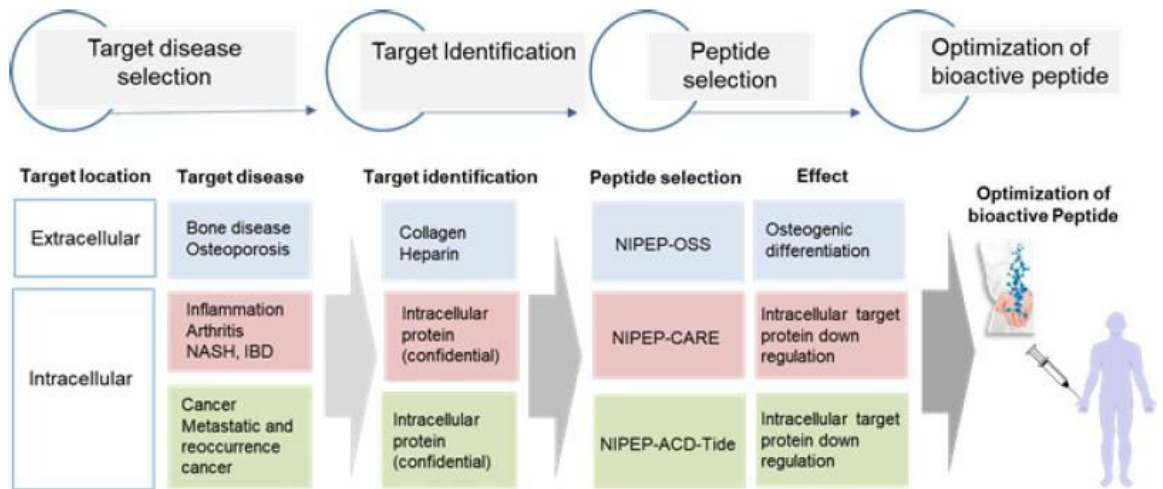 Target disease
selection
Target Identification
Peptide
selection
Optimization of
bioactive peptide
Target location
Target disease
Target identification
Peptide selection
Effect
Optimization of
bioactive Peptide
Extracellular
Bone disease
Osteoporosis
Collagen
Heparin
NIPEP-OSS
Osteogenic
differentiation
Intracellular
Inflammation
Arthritis
NASH, IBD
Intracellular
protein
(confidential)
NIPEP-CARE
Intracellular target
protein down
regulation
Cancer
Metastatic and
reoccurrence
cancer
Intracellular
protein
(confidential)
NIPEP-ACD-Tide
Intracellular target
protein down
regulation